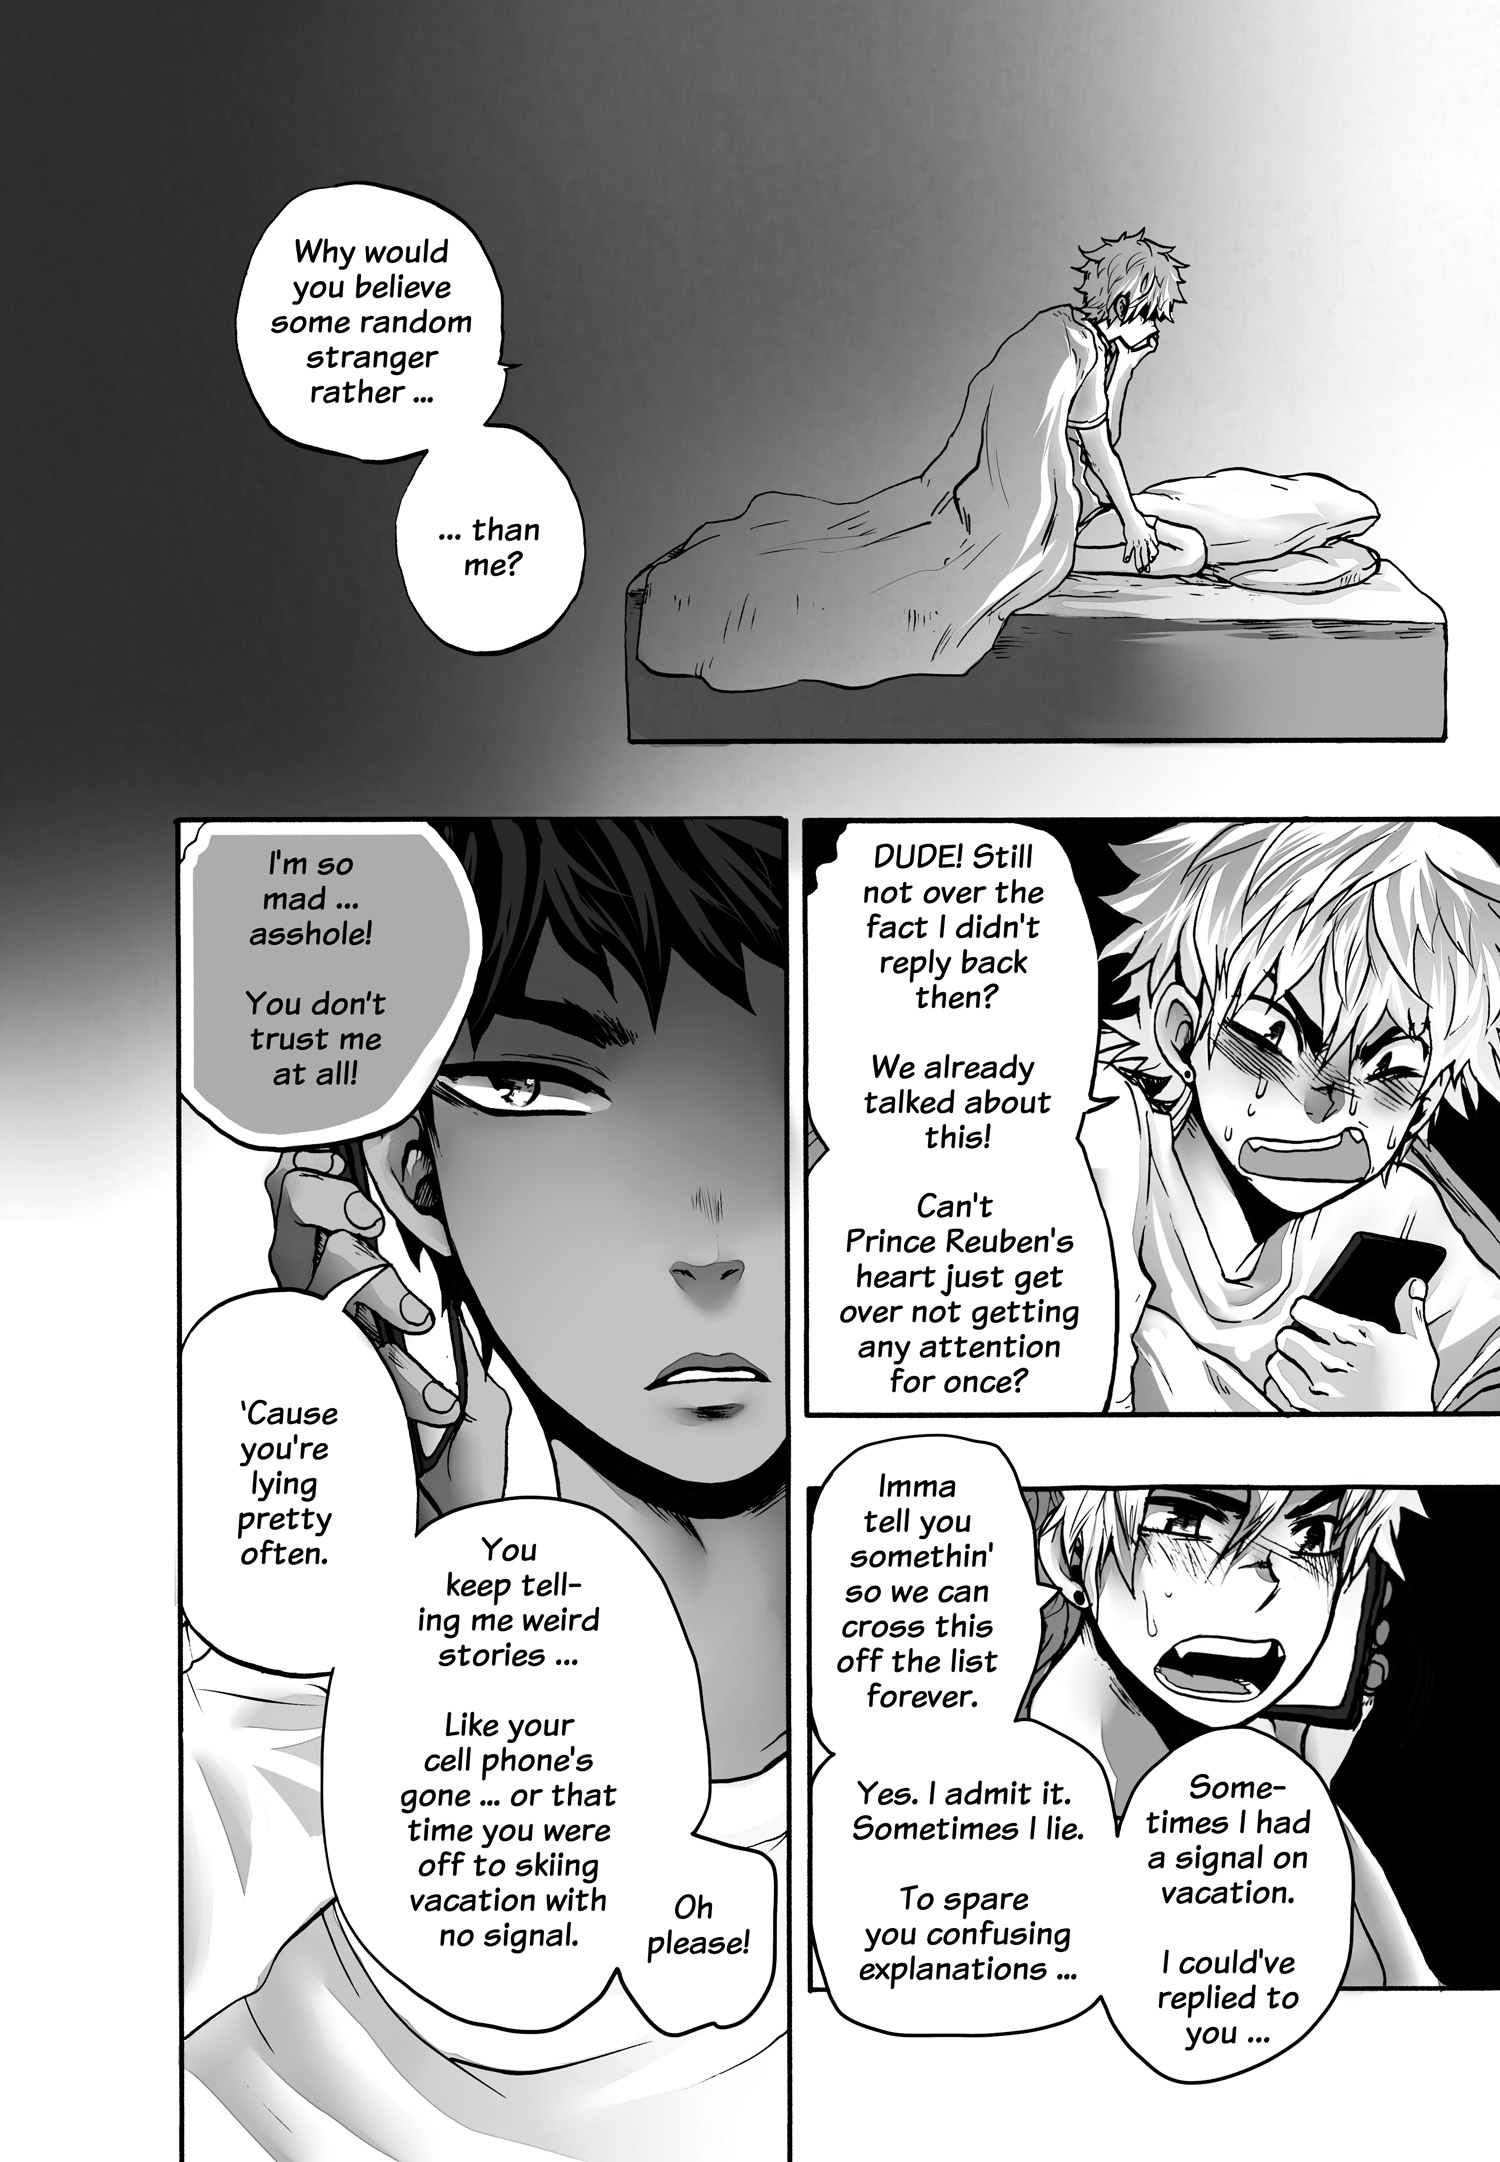 Why would
you believe
some random
stranger
rather ...
... than
me?
I'm so
mad ...
asshole!
You don't
trust me
at all!
'Cause
you're
lying
pretty
often.
You
keep tell-
ing me weird
stories ...
Like your
cell phone's
gone ... or that
time you were
off to skiing
vacation with
no signal.
Oh
please!
DUDE! Still
not over the
fact I didn't
reply back
then?
We already
talked about
this!
Can't
Prince Reuben's
heart just get
over not getting
any attention
for once?
Imma
tell you
somethin'
so we can
cross this
off the list
forever.
Yes. I admit it.
Sometimes I lie.
To spare
you confusing
explanations ...
Some-
times I had
a signal on
vacation.
I could've
replied to
you ...